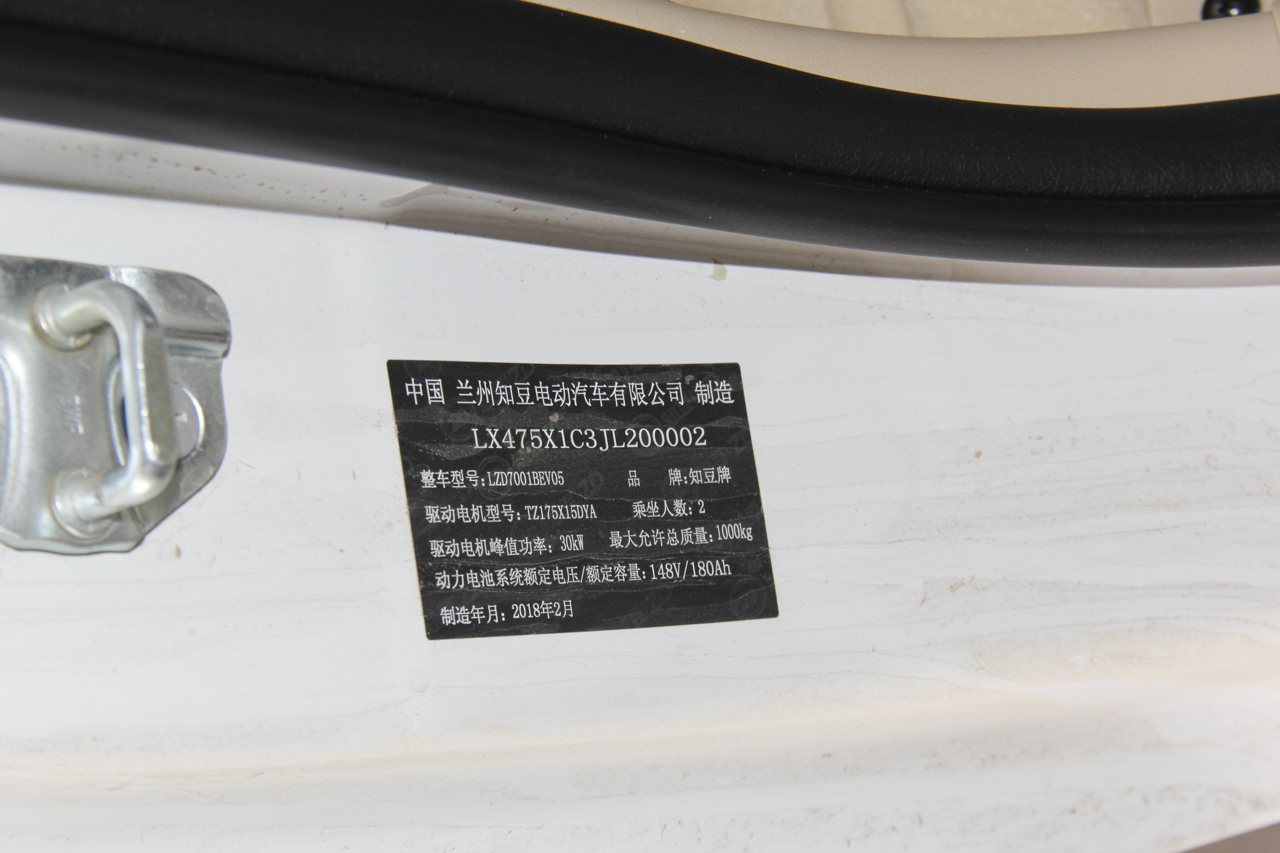 中国 兰州知豆电动汽车有限公司 制造
LX475X1C3JL200002
整车型号:LZD7001BEV05 品 牌:知豆牌
驱动电机型号:TZ175X15DYA 乘坐人数:2
驱动电机峰值功率:30kW 最大允许总质量:1000kg
动力电池系统额定电压/额定容量:148V/180Ah
制造年月:2018年2月